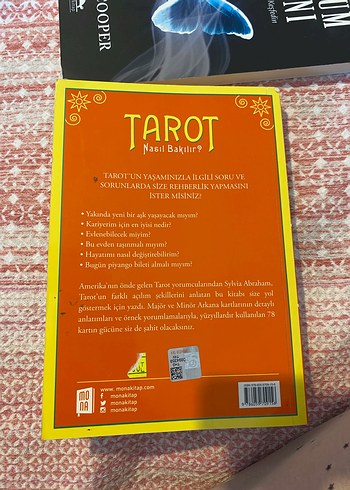 COOPER
TAROT
Nasıl Bakılır?
TAROT'UN YAŞAMINIZLA İLGİLİ SORU VE
SORUNLARDA SİZE REHBERLİK YAPMASINI
İSTER MİSİNİZ?
• Yakında yeni bir aşk yaşayacak mıyım?
• Kariyerim için en iyisi nedir?
• Evlenebilecek miyim?
• Bu evden taşınmalı mıyım?
• Hayatımı nasıl değiştirebilirim?
• Bugün piyango bileti almalı mıyım?
Amerika'nın önde gelen Tarot yorumcularından Sylvia Abraham,
Tarot'un farklı açılım şekillerini anlatan bu kitabı size yol
göstermek için yazdı. Majör ve Minör Arkana kartlarının detaylı
anlatımları ve örnek yorumlamalarıyla, yüzyıllardır kullanılan 78
kartın gücüne siz de şahit olacaksınız.
MO
NA
www.monakitap.com
monakitap
monakitap
monakitap